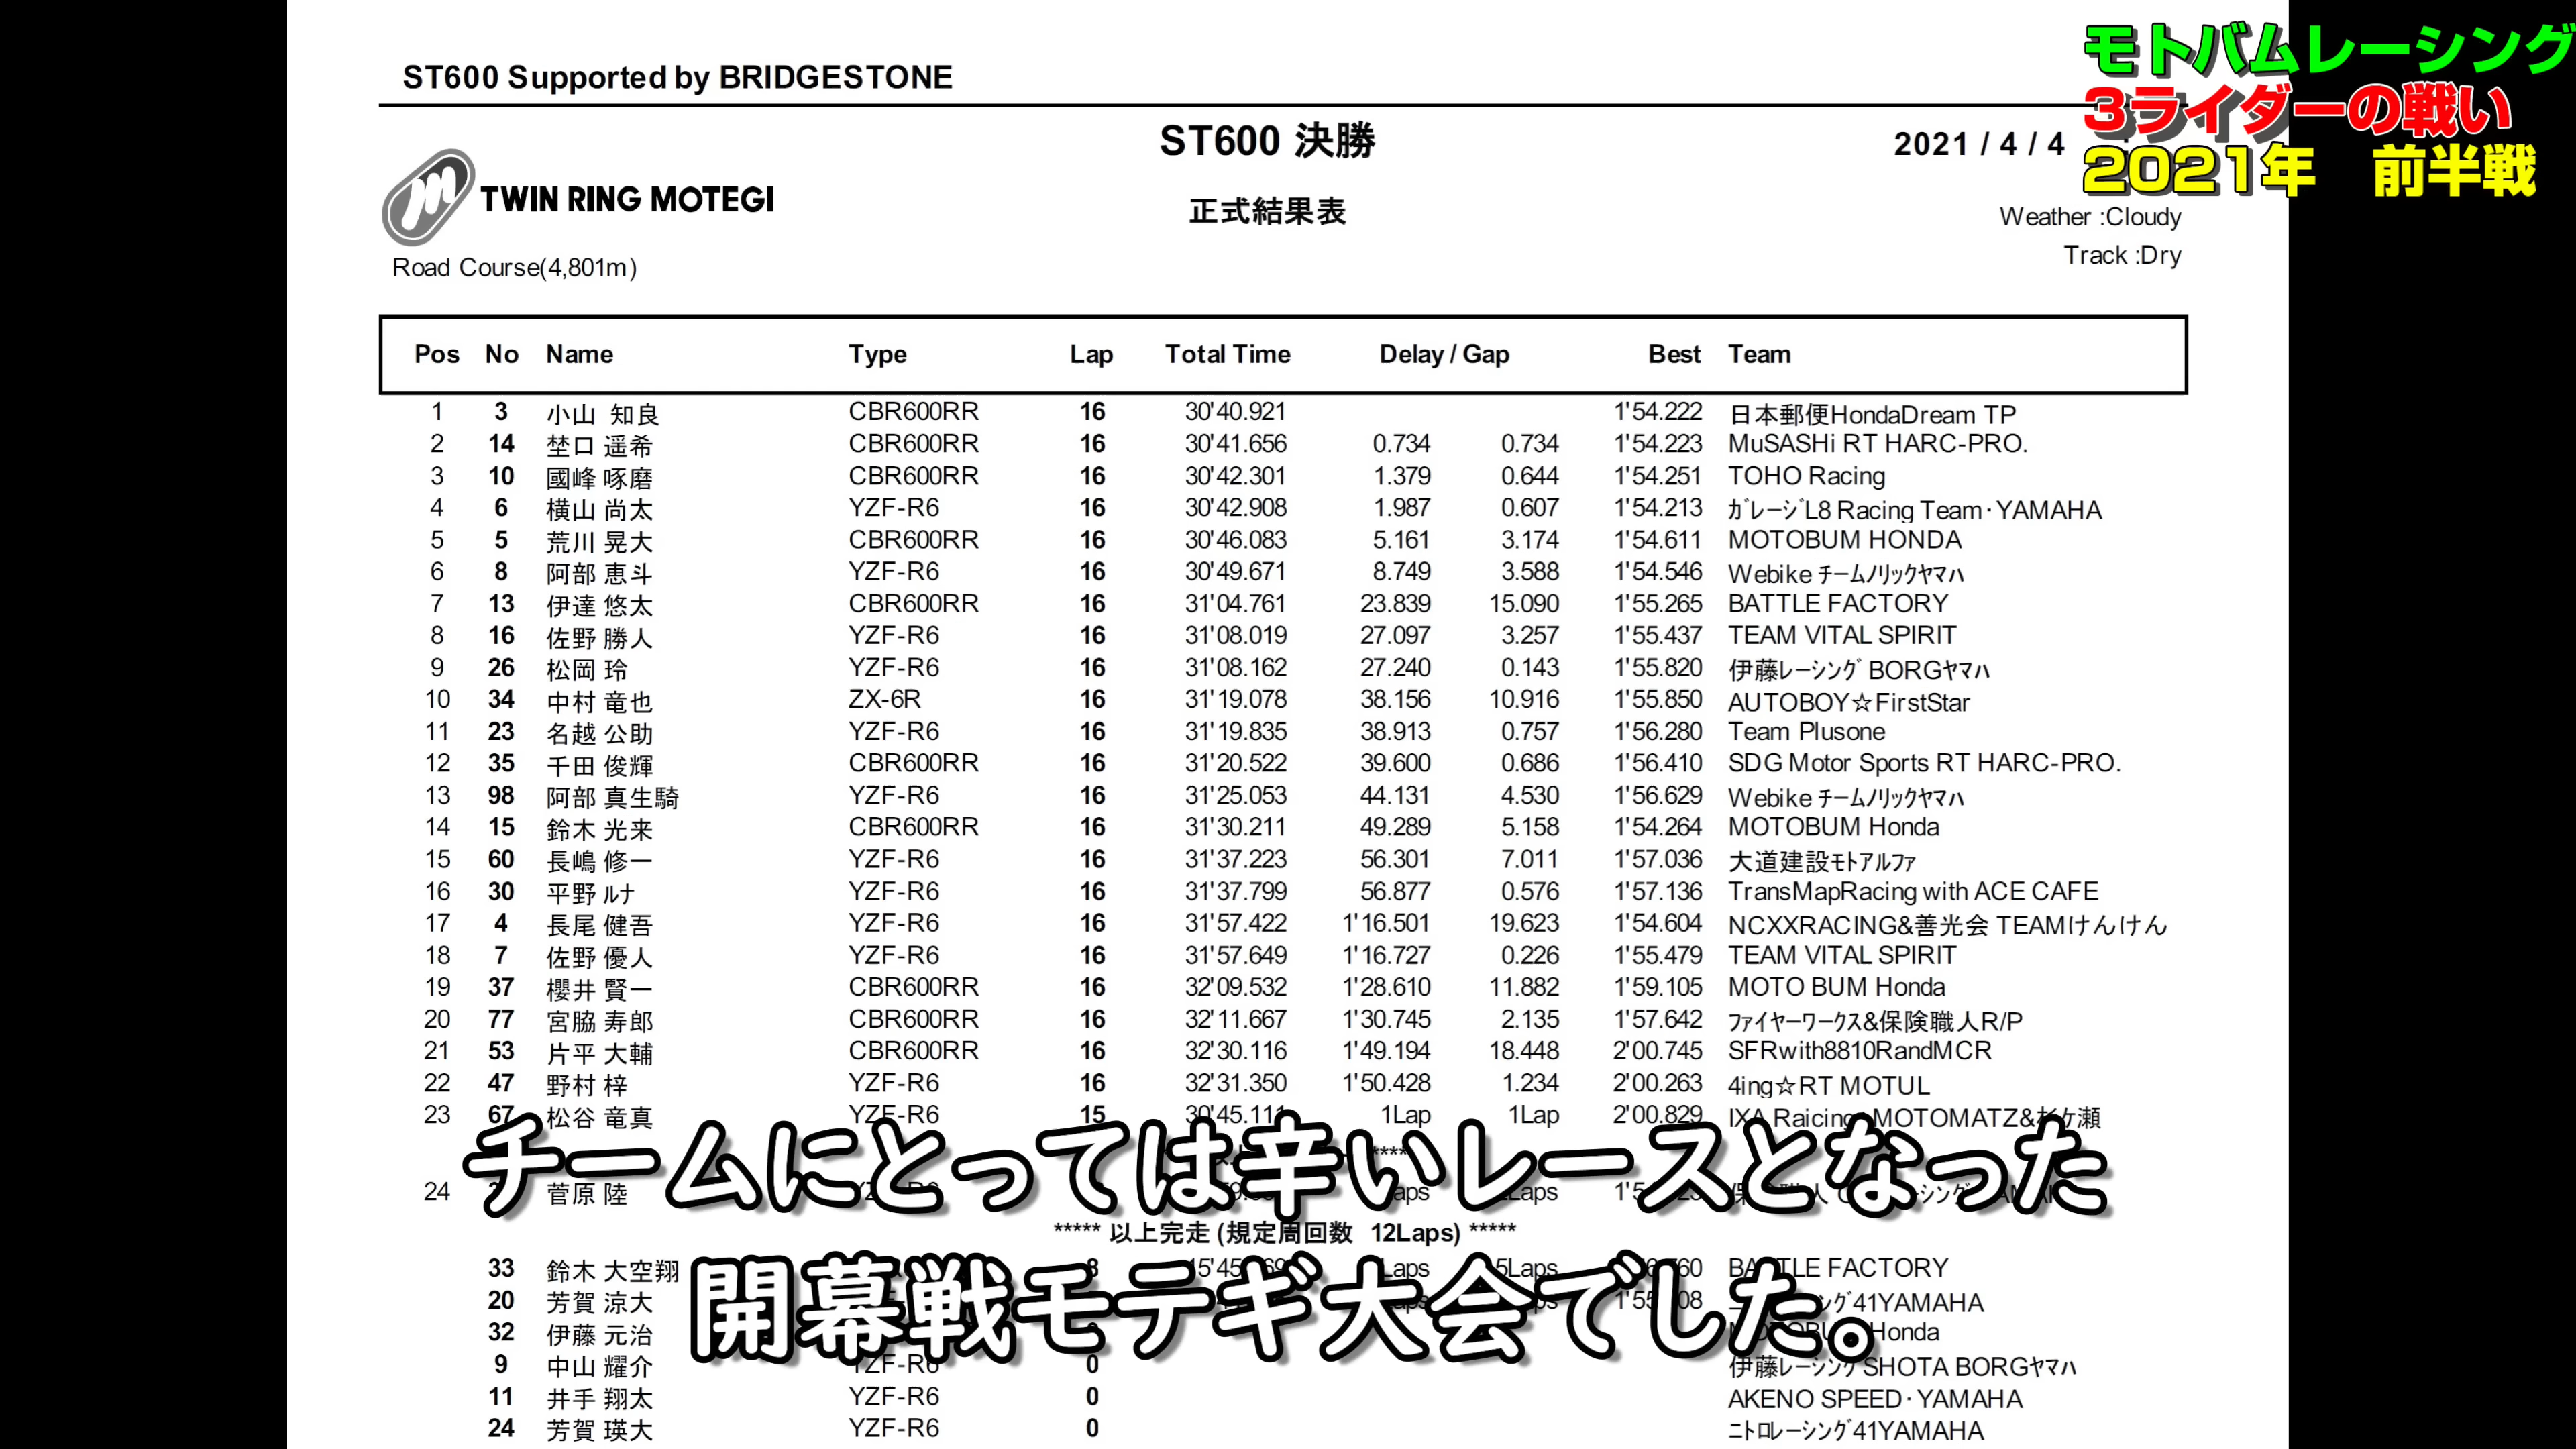 モトバムレーシング
3ライダーの戦い
2021年 前半戦
ST600 Supported by BRIDGESTONE
ST600 決勝
2021 / 4 / 4
TWIN RING MOTEGI
正式結果表
Weather :Cloudy
Track :Dry
Road Course(4,801m)
Pos No Name Type Lap Total Time Delay / Gap Best Team
1 3 小山 知良 CBR600RR 16 30'40.921 1'54.222 日本郵便HondaDream TP
2 14 埜口 遥希 CBR600RR 16 30'41.656 0.734 0.734 1'54.223 MuSASHi RT HARC-PRO.
3 10 國峰 啄磨 CBR600RR 16 30'42.301 1.379 0.644 1'54.251 TOHO Racing
4 6 横山 尚太 YZF-R6 16 30'42.908 1.987 0.607 1'54.213 ｶﾞﾚｰｼﾞL8 Racing Team･YAMAHA
5 5 荒川 晃大 CBR600RR 16 30'46.083 5.161 3.174 1'54.611 MOTOBUM HONDA
6 8 阿部 恵斗 YZF-R6 16 30'49.671 8.749 3.588 1'54.546 Webike ﾁｰﾑﾉﾘｯｸﾔﾏﾊ
7 13 伊達 悠太 CBR600RR 16 31'04.761 23.839 15.090 1'55.265 BATTLE FACTORY
8 16 佐野 勝人 YZF-R6 16 31'08.019 27.097 3.257 1'55.437 TEAM VITAL SPIRIT
9 26 松岡 玲 YZF-R6 16 31'08.162 27.240 0.143 1'55.820 伊藤ﾚｰｼﾝｸﾞBORGﾔﾏﾊ
10 34 中村 竜也 ZX-6R 16 31'19.078 38.156 10.916 1'55.850 AUTOBOY☆FirstStar
11 23 名越 公助 YZF-R6 16 31'19.835 38.913 0.757 1'56.280 Team Plusone
12 35 千田 俊輝 CBR600RR 16 31'20.522 39.600 0.686 1'56.410 SDG Motor Sports RT HARC-PRO.
13 98 阿部 真生騎 YZF-R6 16 31'25.053 44.131 4.530 1'56.629 Webike ﾁｰﾑﾉﾘｯｸﾔﾏﾊ
14 15 鈴木 光来 CBR600RR 16 31'30.211 49.289 5.158 1'54.264 MOTOBUM Honda
15 60 長嶋 修一 YZF-R6 16 31'37.223 56.301 7.011 1'57.036 大道建設ﾓﾄｱﾙﾌｧ
16 30 平野 ﾙﾅ YZF-R6 16 31'37.799 56.877 0.576 1'57.136 TransMapRacing with ACE CAFE
17 4 長尾 健吾 YZF-R6 16 31'57.422 1'16.501 19.623 1'54.604 NCXXRACING&善光会 TEAMけんけん
18 7 佐野 優人 YZF-R6 16 31'57.649 1'16.727 0.226 1'55.479 TEAM VITAL SPIRIT
19 37 櫻井 賢一 CBR600RR 16 32'09.532 1'28.610 11.882 1'59.105 MOTO BUM Honda
20 77 宮脇 寿郎 CBR600RR 16 32'11.667 1'30.745 2.135 1'57.642 ﾌｧｲﾔｰﾜｰｸｽ&保険職人R/P
21 53 片平 大輔 CBR600RR 16 32'30.116 1'49.194 18.448 2'00.745 SFRwith8810RandMCR
22 47 野村 梓 YZF-R6 16 32'31.350 1'50.428 1.234 2'00.263 4ing☆RT MOTUL
23 67 松谷 竜真 YZF-R6 15 30'45.111 1Lap 1Lap 2'00.829 IXA Raicing MOTOMATZ&杉ケ瀬
チームにとっては辛いレースとなった
24 菅原 陸
***** 以上完走 (規定周回数 12Laps) *****
33 鈴木 大空翔 8 5Laps BATTLE FACTORY
開幕戦モテギ大会でした。
20 芳賀 涼大
32 伊藤 元治 Honda
9 中山 耀介 YZF-R6 0 伊藤ﾚｰｼﾝｸﾞSHOTA BORGﾔﾏﾊ
11 井手 翔太 YZF-R6 0 AKENO SPEED･YAMAHA
24 芳賀 瑛大 YZF-R6 0 ﾆﾄﾛﾚｰｼﾝｸﾞ41YAMAHA